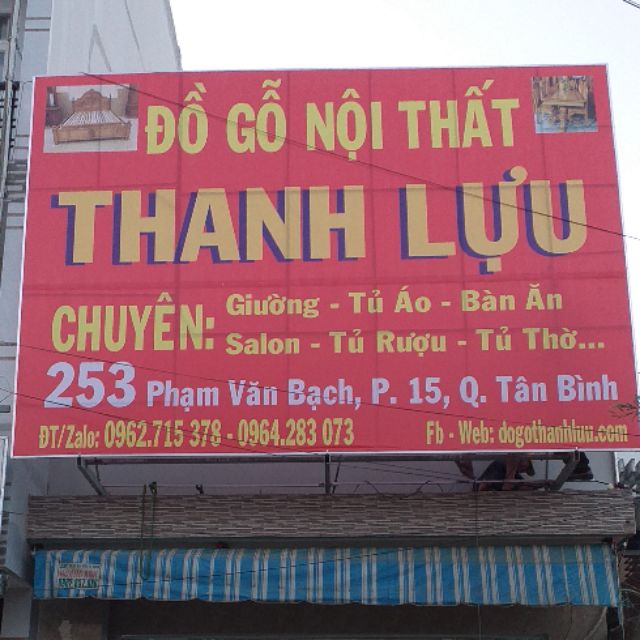 ĐỒ GỖ NỘI THẤT
THANH LỰU
CHUYÊN: Giường - Tủ Áo - Bàn Ăn
Salon - Tủ Rượu - Tủ Thờ...
253 Phạm Văn Bạch, P. 15, Q. Tân Bình
ĐT/Zalo: 0962.715 378 - 0964.283 073 Fb - Web: dogothanhluu.com